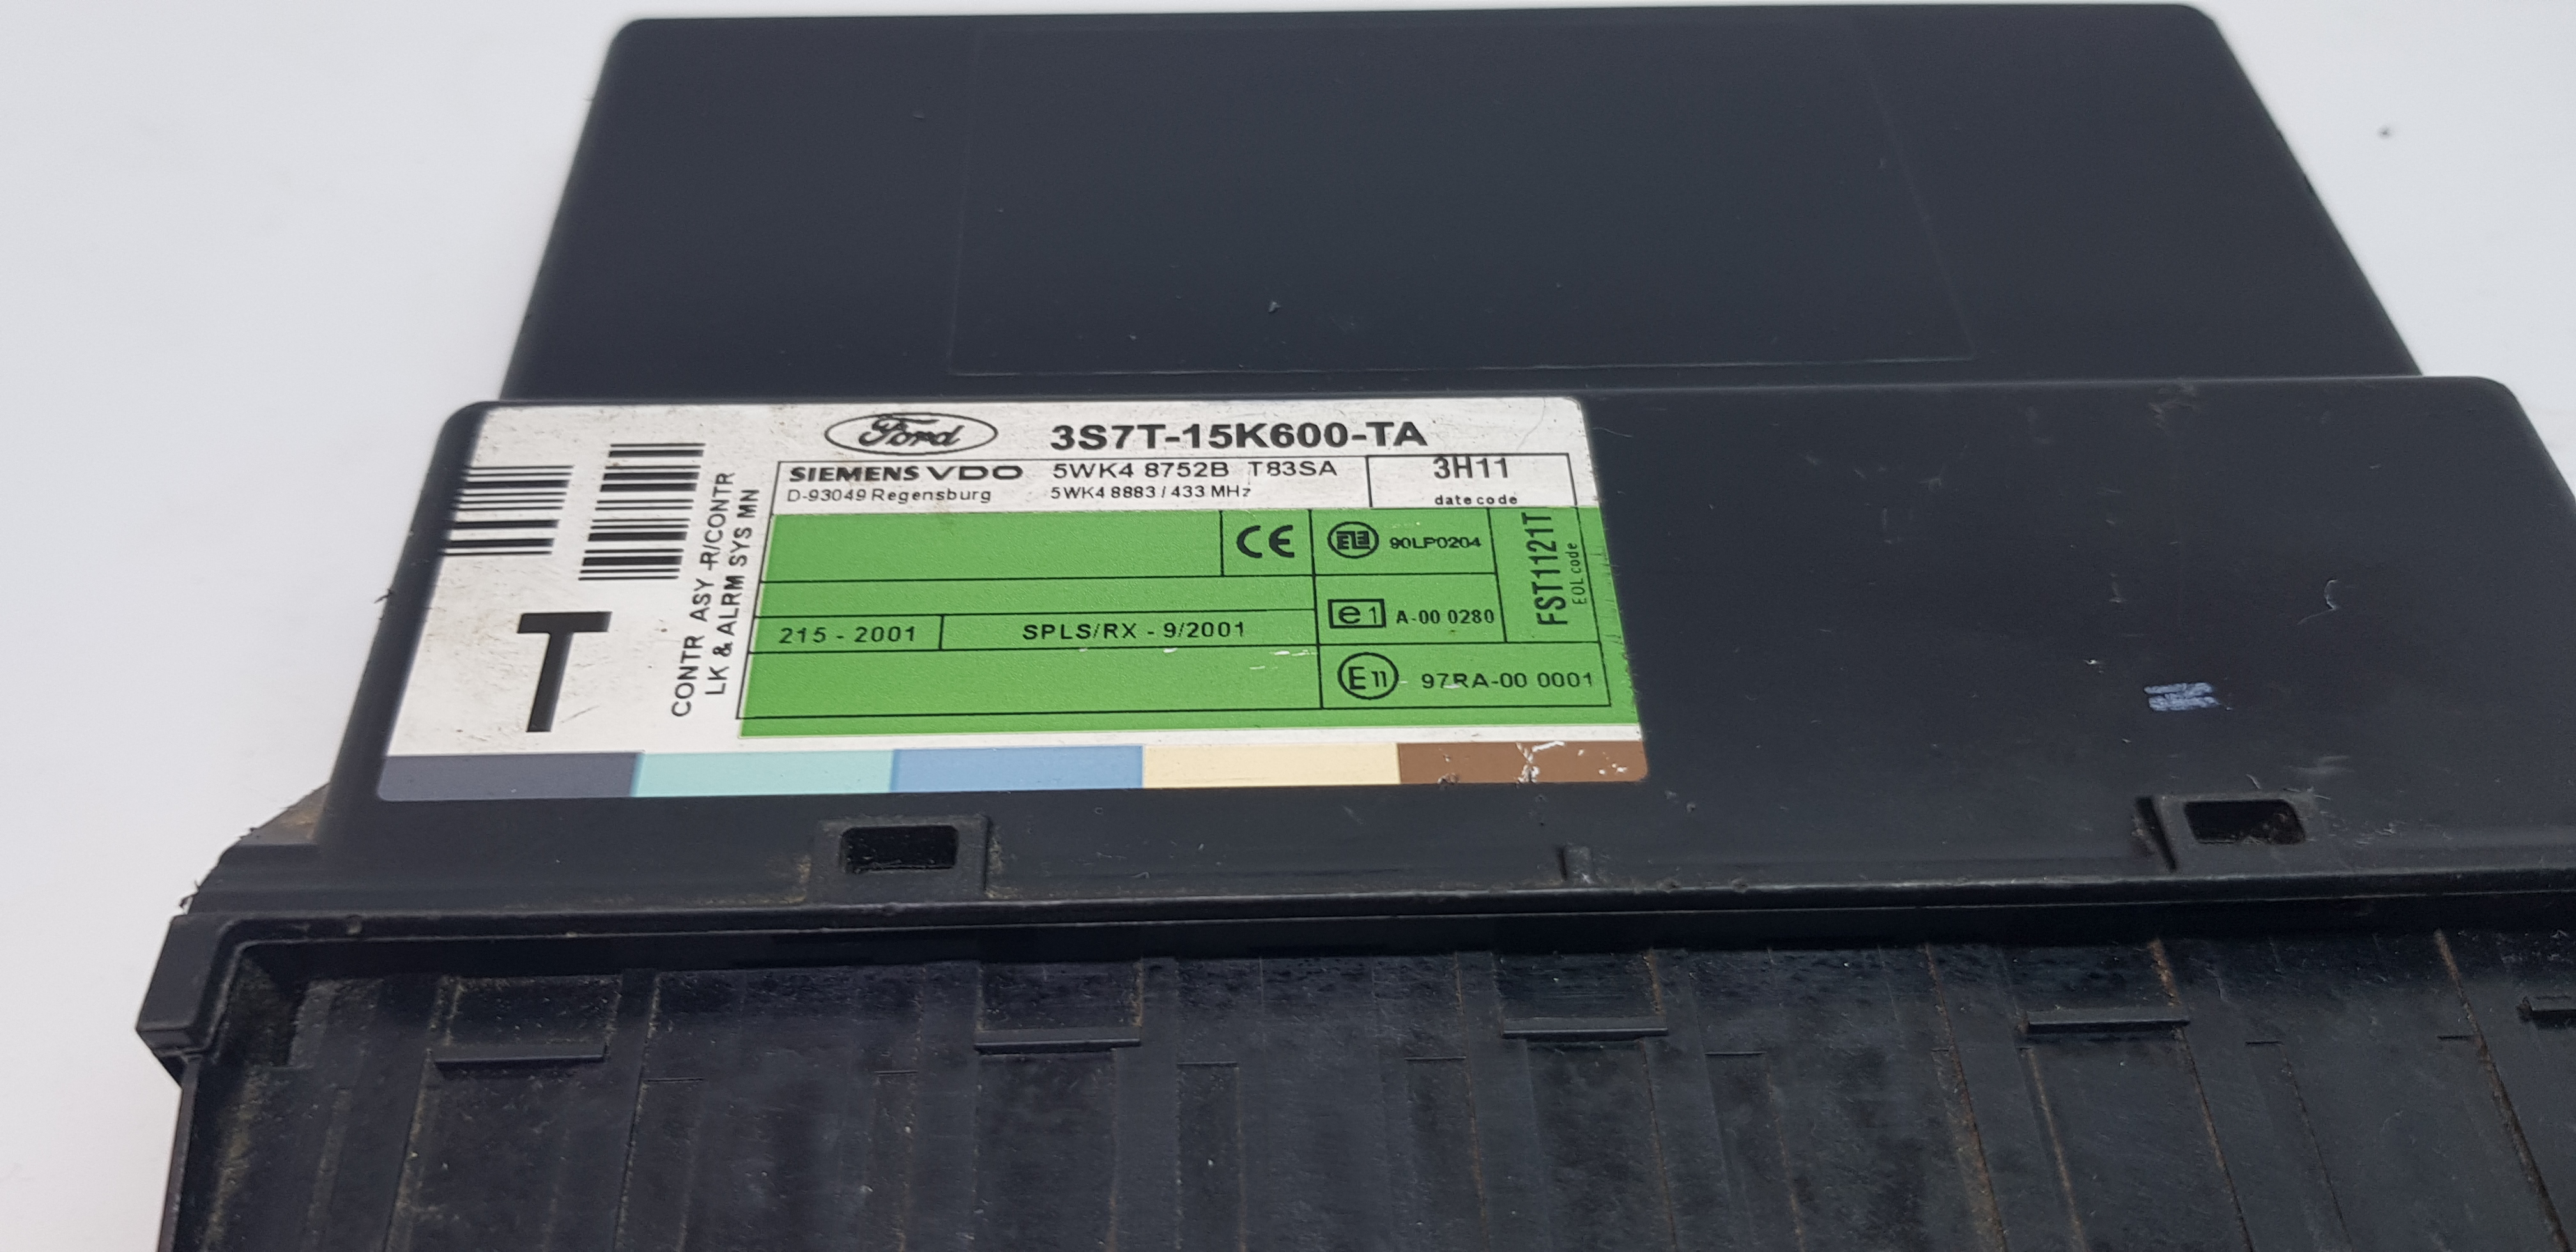 Ford
3S7T-15K600-TA
SIEMENS VDO 5WK4 8752B T83SA
D-93049 Regensburg 5WK4 8883 / 433 MHz
3H11
date code
CE
90LP0204
FST1121T
EOL code
e1 A-00 0280
215 - 2001 SPLS/RX - 9/2001
E11 97RA-00 0001
CONTR ASY -R/CONTR
LK & ALRM SYS MN
T